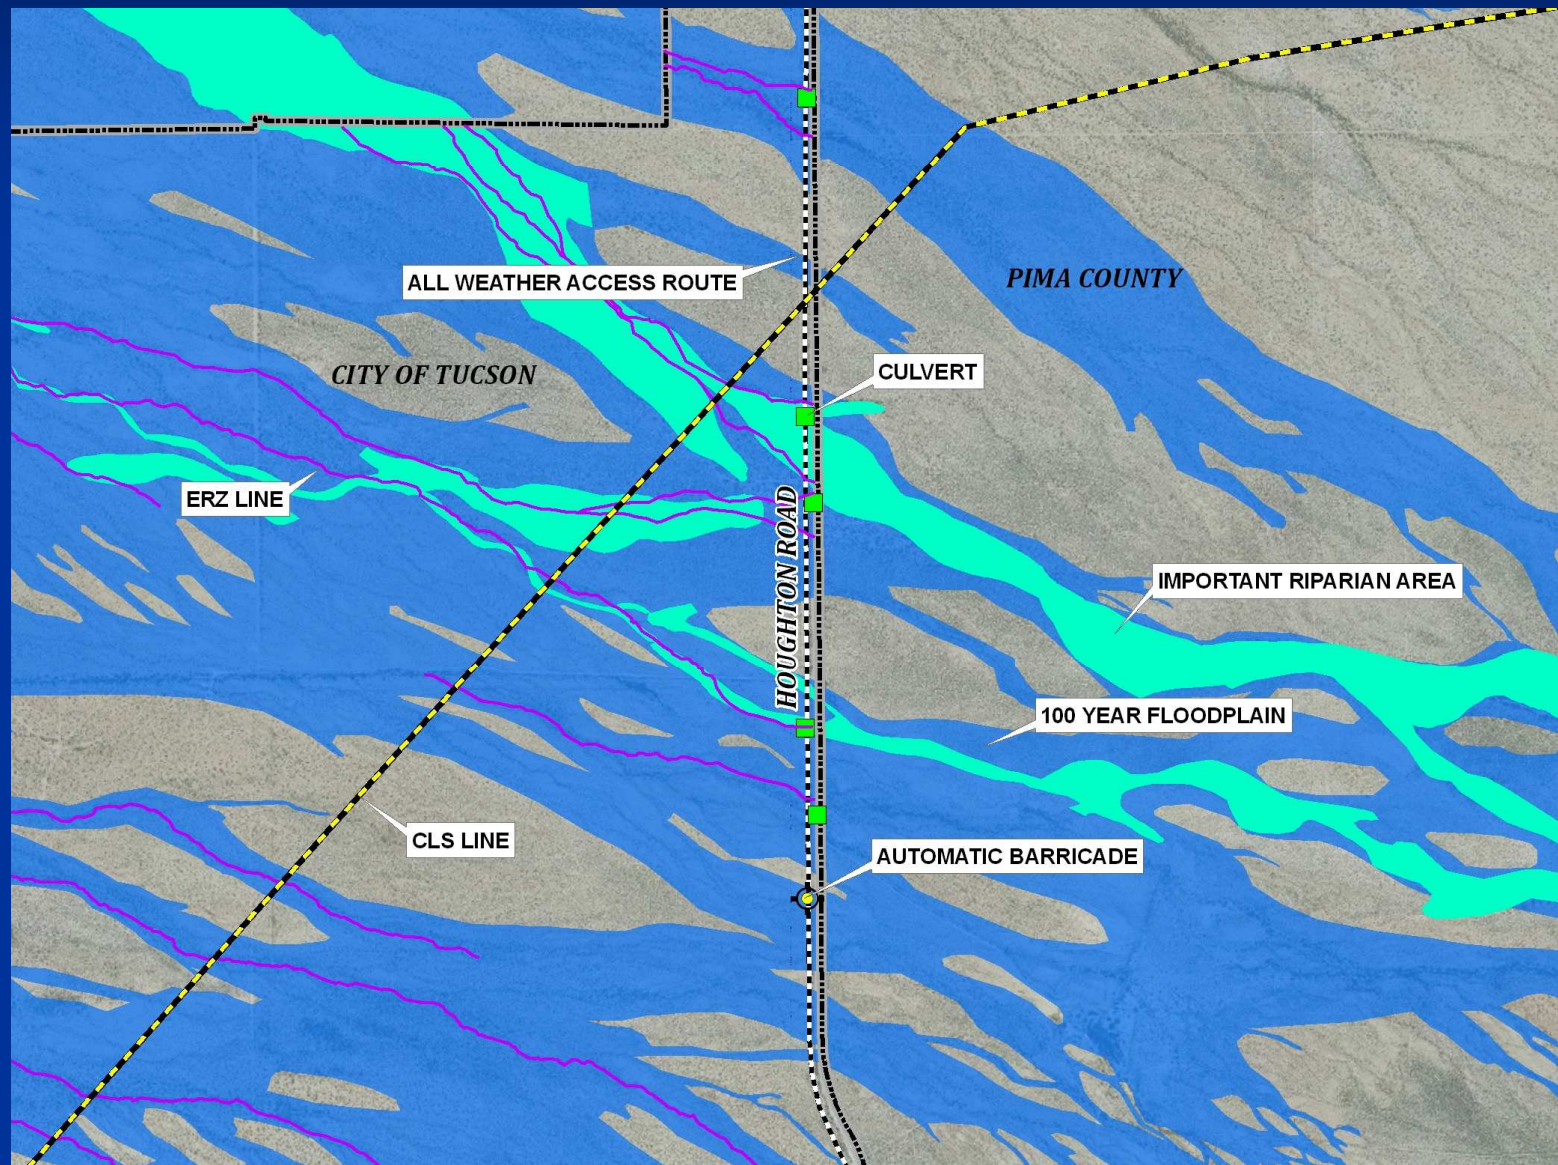 ALL WEATHER ACCESS ROUTE
PIMA COUNTY
CITY OF TUCSON
CULVERT
ERZ LINE
HOUGHTON ROAD
IMPORTANT RIPARIAN AREA
100 YEAR FLOODPLAIN
CLS LINE
AUTOMATIC BARRICADE